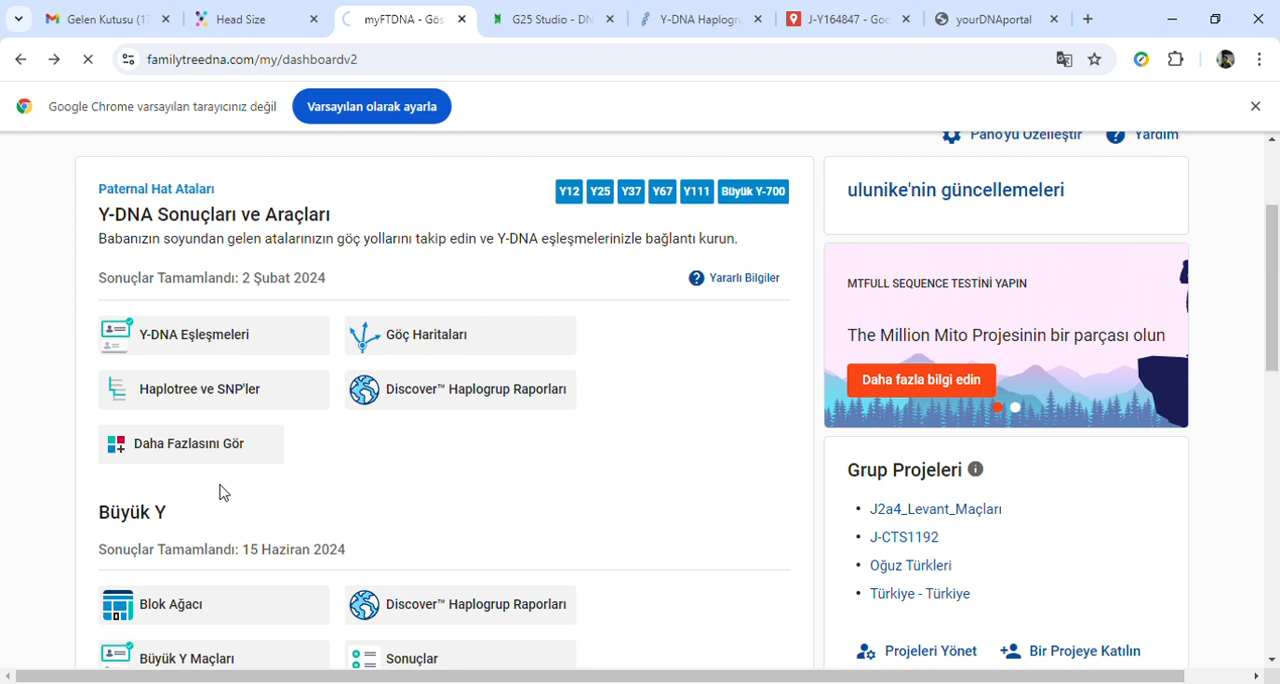 Gelen Kutusu (17
Head Size
myFTDNA - Gös
G25 Studio - DN
Y-DNA Haplogru
J-Y164847 - Goo
yourDNAportal
familytreedna.com/my/dashboardv2
Google Chrome varsayılan tarayıcınız değil
Varsayılan olarak ayarla
Pano'yu Özelleştir
Yardım
Paternal Hat Ataları
Y12 Y25 Y37 Y67 Y111 Büyük Y-700
Y-DNA Sonuçları ve Araçları
Babanızın soyundan gelen atalarınızın göç yollarını takip edin ve Y-DNA eşleşmelerinizle bağlantı kurun.
Sonuçlar Tamamlandı: 2 Şubat 2024
Yararlı Bilgiler
Y-DNA Eşleşmeleri
Göç Haritaları
Haplotree ve SNP'ler
Discover™ Haplogrup Raporları
Daha Fazlasını Gör
Büyük Y
Sonuçlar Tamamlandı: 15 Haziran 2024
Blok Ağacı
Discover™ Haplogrup Raporları
Büyük Y Maçları
Sonuçlar
ulunike'nin güncellemeleri
MTFULL SEQUENCE TESTİNİ YAPIN
The Million Mito Projesinin bir parçası olun
Daha fazla bilgi edin
Grup Projeleri
• J2a4_Levant_Maçları
• J-CTS1192
• Oğuz Türkleri
• Türkiye - Türkiye
Projeleri Yönet
Bir Projeye Katılın